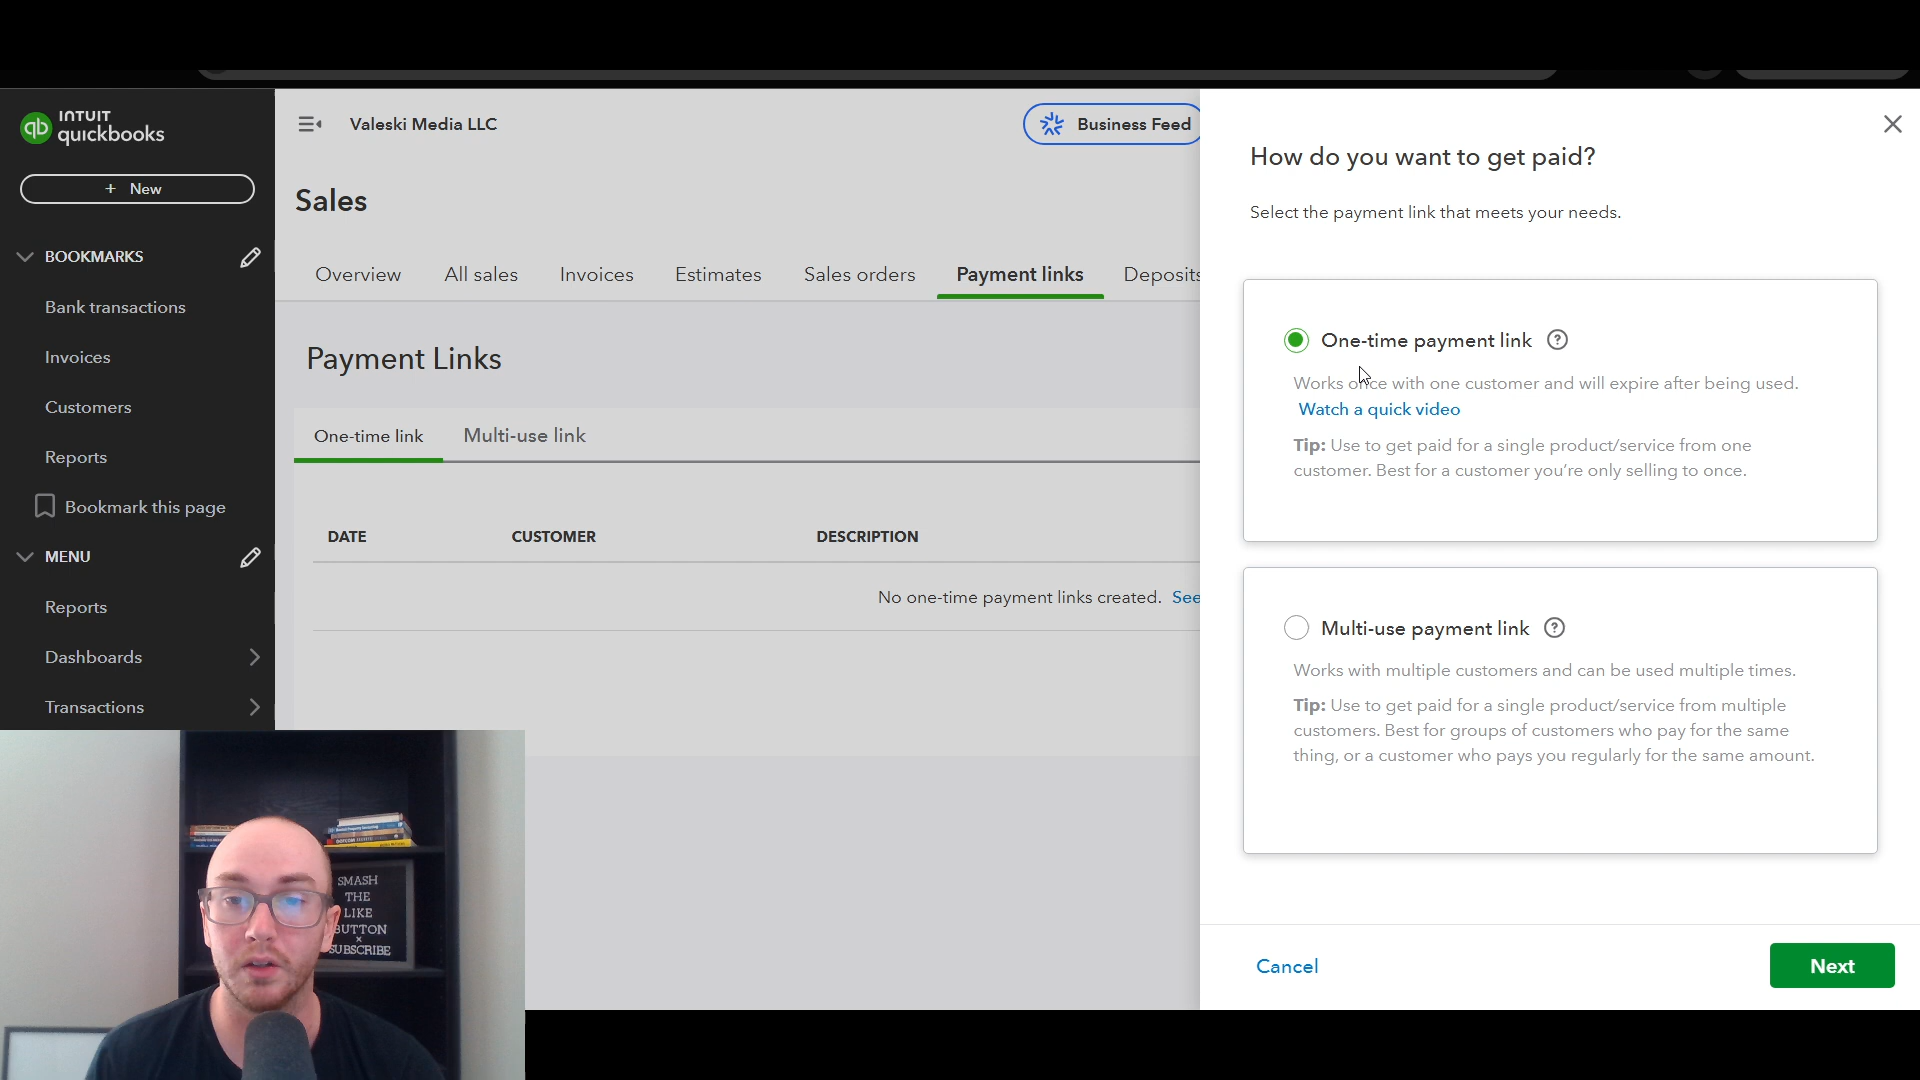 INTUIT
quickbooks
+ New
BOOKMARKS
Bank transactions
Invoices
Customers
Reports
Bookmark this page
MENU
Reports
Dashboards
Transactions
Valeski Media LLC
Business Feed
Sales
Overview
All sales
Invoices
Estimates
Sales orders
Payment links
Deposits
Payment Links
One-time link
Multi-use link
DATE
CUSTOMER
DESCRIPTION
No one-time payment links created. See
How do you want to get paid?
Select the payment link that meets your needs.
One-time payment link
Works once with one customer and will expire after being used.
Watch a quick video
Tip: Use to get paid for a single product/service from one
customer. Best for a customer you're only selling to once.
Multi-use payment link
Works with multiple customers and can be used multiple times.
Tip: Use to get paid for a single product/service from multiple
customers. Best for groups of customers who pay for the same
thing, or a customer who pays you regularly for the same amount.
Cancel
Next
SMASH
THE
LIKE
BUTTON
×
SUBSCRIBE